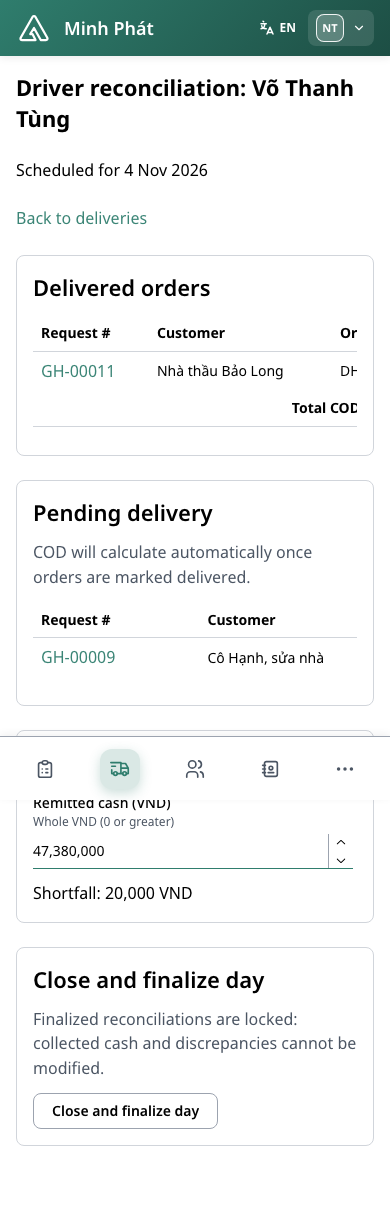 Minh Phát
EN
NT
Driver reconciliation: Võ Thanh
Tùng
Scheduled for 4 Nov 2026
Back to deliveries
Delivered orders
Request # Customer Or
GH-00011 Nhà thầu Bảo Long DH
Total COD
Pending delivery
COD will calculate automatically once
orders are marked delivered.
Request # Customer
GH-00009 Cô Hạnh, sửa nhà
Remitted cash (VND)
Whole VND (0 or greater)
47,380,000
Shortfall: 20,000 VND
Close and finalize day
Finalized reconciliations are locked:
collected cash and discrepancies cannot be
modified.
Close and finalize day